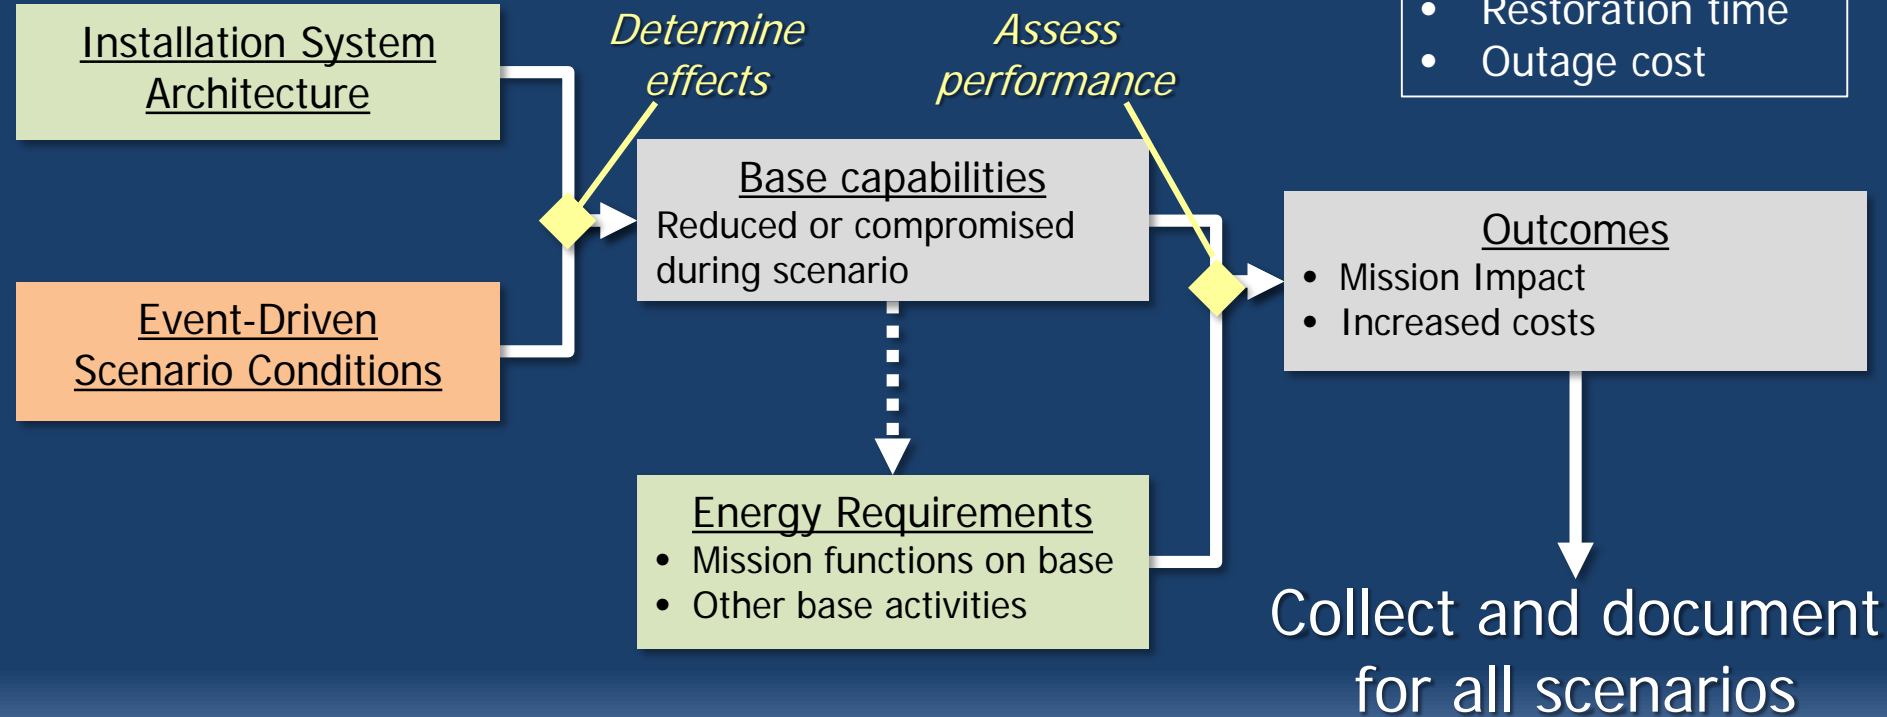 Installation System
Architecture
Determine
effects
Assess
performance
• Restoration time
• Outage cost
Base capabilities
Reduced or compromised
during scenario
Outcomes
• Mission Impact
• Increased costs
Event-Driven
Scenario Conditions
Energy Requirements
• Mission functions on base
• Other base activities
Collect and document
for all scenarios